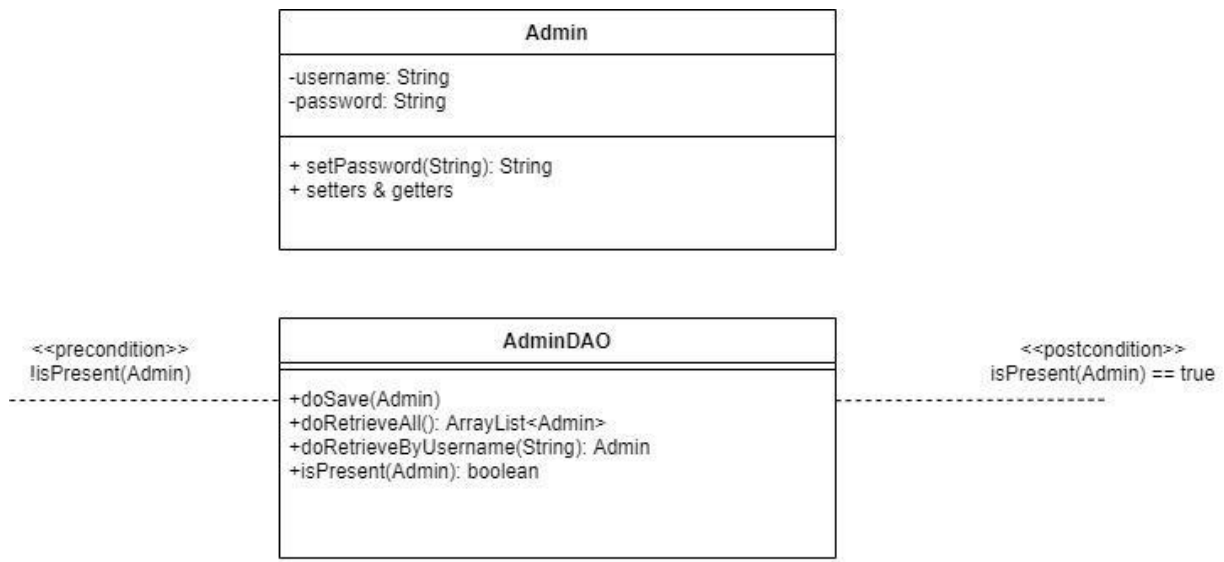 Admin
-username: String
-password: String
+ setPassword(String): String
+ setters & getters
<<precondition>>
!isPresent(Admin)
AdminDAO
+doSave(Admin)
+doRetrieveAll(): ArrayList<Admin>
+doRetrieveByUsername(String): Admin
+isPresent(Admin): boolean
<<postcondition>>
isPresent(Admin) == true